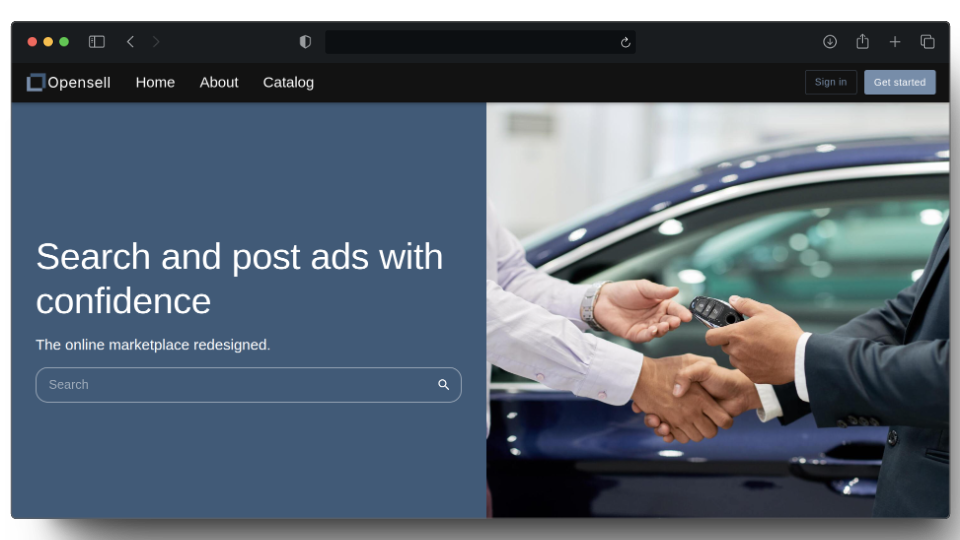 Opensell Home About Catalog Sign in Get started
Search and post ads with
confidence
The online marketplace redesigned.
Search